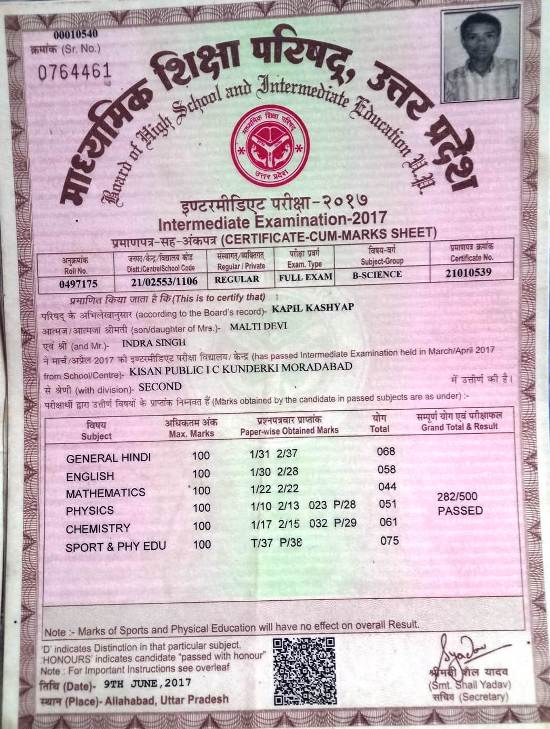 00010540
क्रमांक (Sr. No.)
0764461
माध्यमिक शिक्षा परिषद्, उत्तर प्रदेश
Board of High School and Intermediate Education U.P.
माध्यमिक शिक्षा परिषद्
उत्तर प्रदेश
इण्टरमीडिएट परीक्षा-२०१७
Intermediate Examination-2017
प्रमाणपत्र-सह-अंकपत्र (CERTIFICATE-CUM-MARKS SHEET)
अनुक्रमांक जनपद/केन्द्र/विद्यालय कोड संस्थागत/व्यक्तिगत परीक्षा प्रवर्ग विषय-वर्ग प्रमाणपत्र क्रमांक
Roll No. Distt./Centre/School Code Regular / Private Exam. Type Subject-Group Certificate No.
0497175 21/02553/1106 REGULAR FULL EXAM B-SCIENCE 21010539
प्रमाणित किया जाता है कि (This is to certify that) :
परिषद् के अभिलेखानुसार (according to the Board's record)- KAPIL KASHYAP
आत्मज/आत्मजा श्रीमती (son/daughter of Mrs.)- MALTI DEVI
एवं श्री (and Mr.)- INDRA SINGH
ने मार्च/अप्रैल 2017 की इण्टरमीडिएट परीक्षा विद्यालय/ केन्द्र (has passed Intermediate Examination held in March/April 2017
from School/Centre)- KISAN PUBLIC I C KUNDERKI MORADABAD
से श्रेणी (with division)- SECOND में उत्तीर्ण की है।
परीक्षार्थी द्वारा उत्तीर्ण विषयों के प्राप्तांक निम्नवत हैं (Marks obtained by the candidate in passed subjects are as under) :-
विषय अधिकतम अंक प्रश्नपत्रवार प्राप्तांक योग सम्पूर्ण योग एवं परीक्षाफल
Subject Max. Marks Paper-wise Obtained Marks Total Grand Total & Result
GENERAL HINDI 100 1/31 2/37 068
ENGLISH 100 1/30 2/28 058
MATHEMATICS 100 1/22 2/22 044
282/500
PHYSICS 100 1/10 2/13 023 P/28 051
PASSED
CHEMISTRY 100 1/17 2/15 032 P/29 061
SPORT & PHY EDU 100 T/37 P/38 075
Note :- Marks of Sports and Physical Education will have no effect on overall Result.
'D' indicates Distinction in that particular subject.
'HONOURS' indicates candidate "passed with honour"
Note : For Important Instructions see overleaf
तिथि (Date)- 9TH JUNE,2017
स्थान (Place)- Allahabad, Uttar Pradesh
श्रीमती शैल यादव
(Smt. Shail Yadav)
सचिव (Secretary)